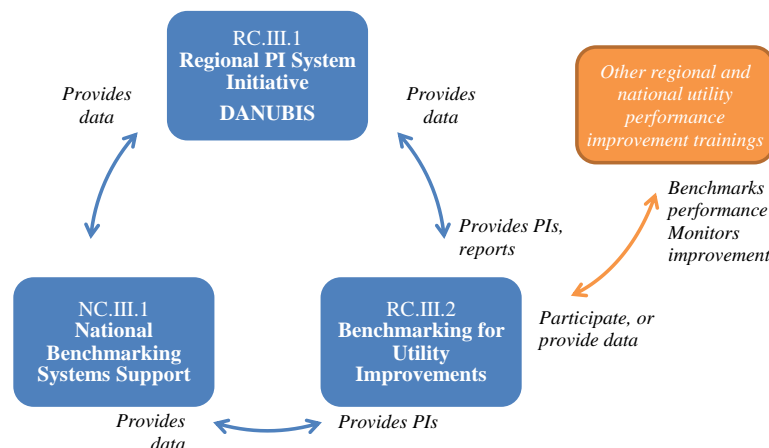 RC.III.1
Regional PI System
Initiative
DANUBIS
Provides
data
Provides
data
Other regional and
national utility
performance
improvement trainings
Benchmarks
performance
Monitors
improvement
Provides PIs,
reports
NC.III.1
National
Benchmarking
Systems Support
RC.III.2
Benchmarking for
Utility
Improvements
Participate, or
provide data
Provides
data
Provides PIs